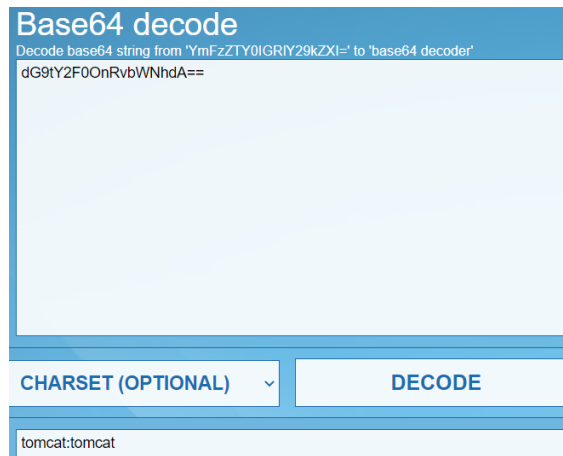 Base64 decode
Decode base64 string from 'YmFzZTY0IGRlY29kZXI=' to 'base64 decoder'
dG9tY2F0OnRvbWNhdA==
CHARSET (OPTIONAL)
DECODE
tomcat:tomcat